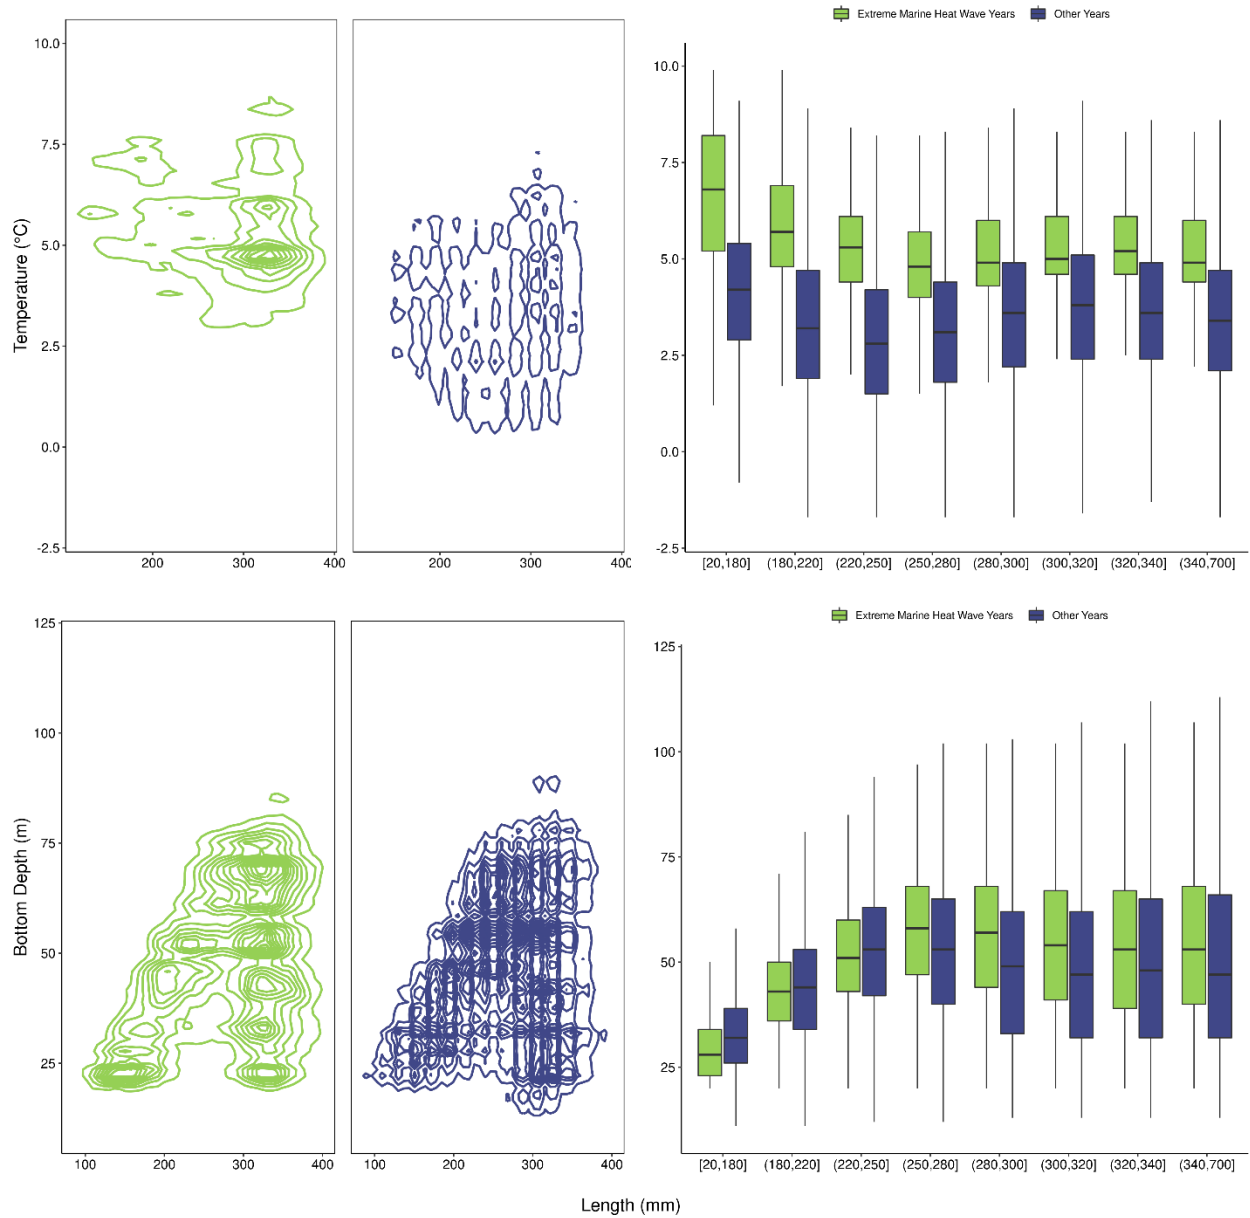 Extreme Marine Heat Wave Years Other Years
Temperature (°C)
10.0
7.5
5.0
2.5
0.0
-2.5
200 300 400
200 300 400
10.0
7.5
5.0
2.5
0.0
-2.5
[20,180] (180,220] (220,250] (250,280] (280,300] (300,320] (320,340] (340,700]
Extreme Marine Heat Wave Years Other Years
Bottom Depth (m)
125
100
75
50
25
100 200 300 400
100 200 300 400
125
100
75
50
25
[20,180] (180,220] (220,250] (250,280] (280,300] (300,320] (320,340] (340,700]
Length (mm)